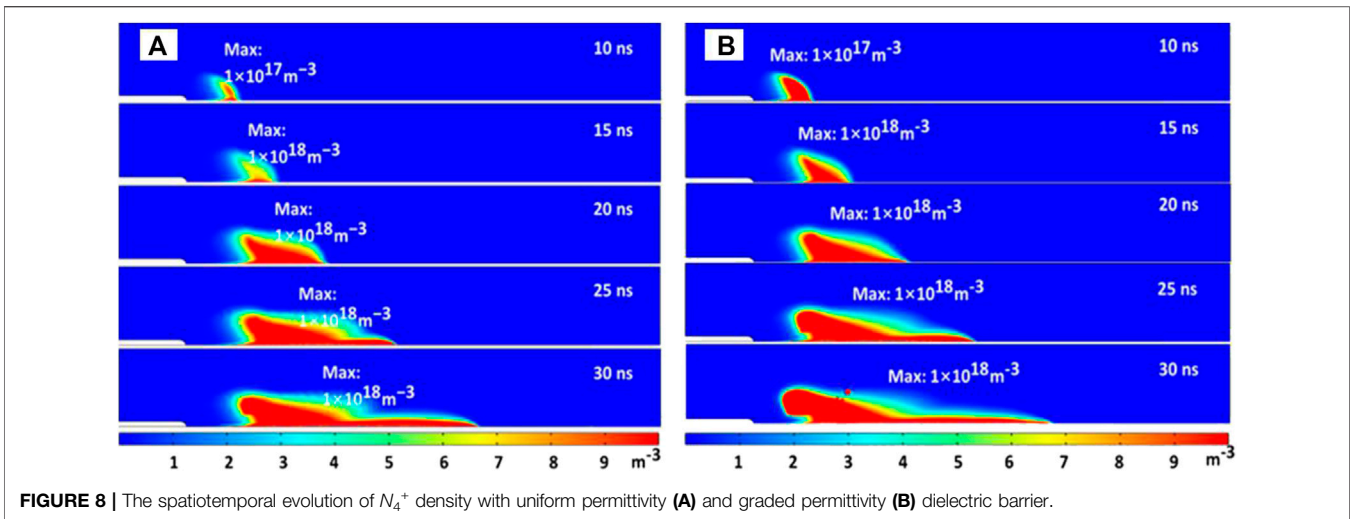 A
Max:
1×10¹⁷m⁻³
10 ns
Max:
1×10¹⁸m⁻³
15 ns
Max:
1×10¹⁸m⁻³
20 ns
Max:
1×10¹⁸m⁻³
25 ns
Max:
1×10¹⁸m⁻³
30 ns
1 2 3 4 5 6 7 8 9 m⁻³
B
Max: 1×10¹⁷m⁻³
10 ns
Max: 1×10¹⁸m⁻³
15 ns
Max: 1×10¹⁸m⁻³
20 ns
Max: 1×10¹⁸m⁻³
25 ns
Max: 1×10¹⁸m⁻³
30 ns
1 2 3 4 5 6 7 8 9 m⁻³
FIGURE 8 | The spatiotemporal evolution of N₄⁺ density with uniform permittivity (A) and graded permittivity (B) dielectric barrier.